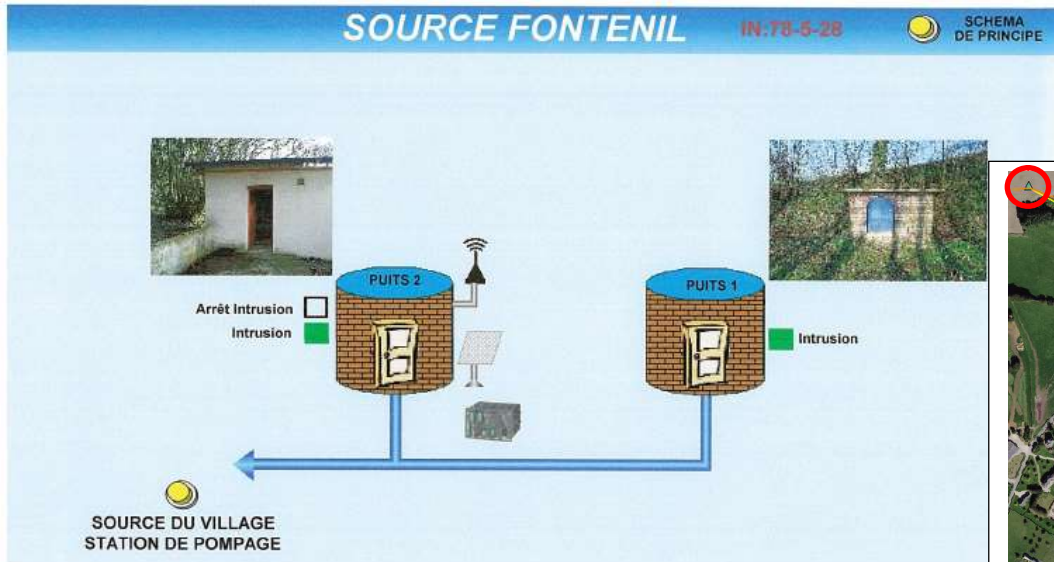 SOURCE FONTENIL
IN:78-5-28
SCHEMA
DE PRINCIPE
PUITS 2
PUITS 1
Arrêt Intrusion
Intrusion
Intrusion
SOURCE DU VILLAGE
STATION DE POMPAGE